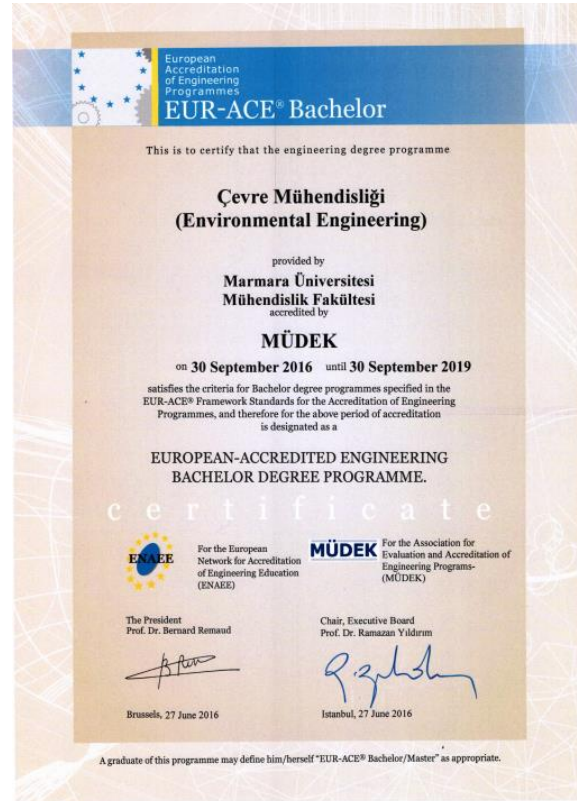 European
Accreditation
of Engineering
Programmes
EUR-ACE® Bachelor
This is to certify that the engineering degree programme
Çevre Mühendisliği
(Environmental Engineering)
provided by
Marmara Üniversitesi
Mühendislik Fakültesi
accredited by
MÜDEK
on 30 September 2016 until 30 September 2019
satisfies the criteria for Bachelor degree programmes specified in the
EUR-ACE® Framework Standards for the Accreditation of Engineering
Programmes, and therefore for the above period of accreditation
is designated as a
EUROPEAN-ACCREDITED ENGINEERING
BACHELOR DEGREE PROGRAMME.
certificate
ENAEE
For the European
Network for Accreditation
of Engineering Education
(ENAEE)
MÜDEK
For the Association for
Evaluation and Accreditation of
Engineering Programs-
(MÜDEK)
The President
Prof. Dr. Bernard Remaud
Chair, Executive Board
Prof. Dr. Ramazan Yıldırım
Brussels, 27 June 2016
Istanbul, 27 June 2016
A graduate of this programme may define him/herself “EUR-ACE® Bachelor/Master” as appropriate.